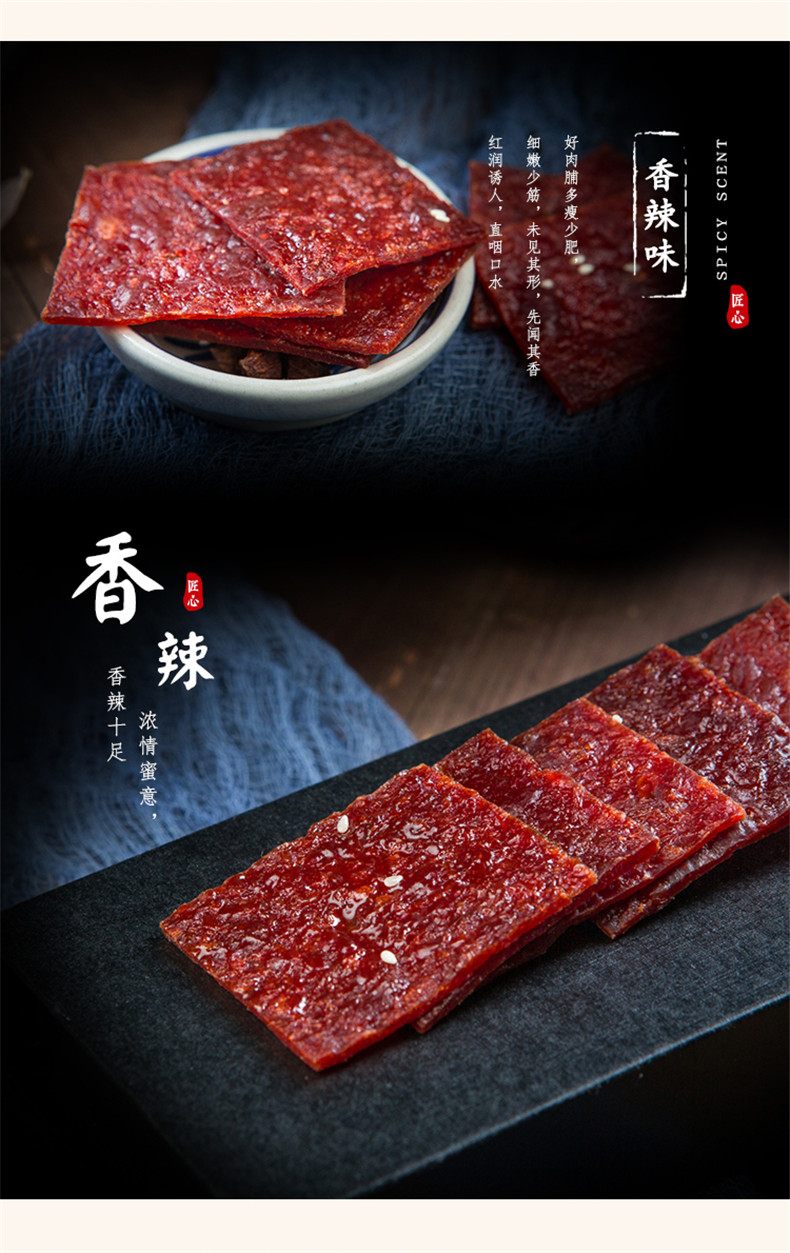 SPICY SCENT
匠心
香辣味
好肉脯多瘦少肥，
细嫩少筋，未见其形，先闻其香
红润诱人，直咽口水
香辣
匠心
浓情蜜意，
香辣十足